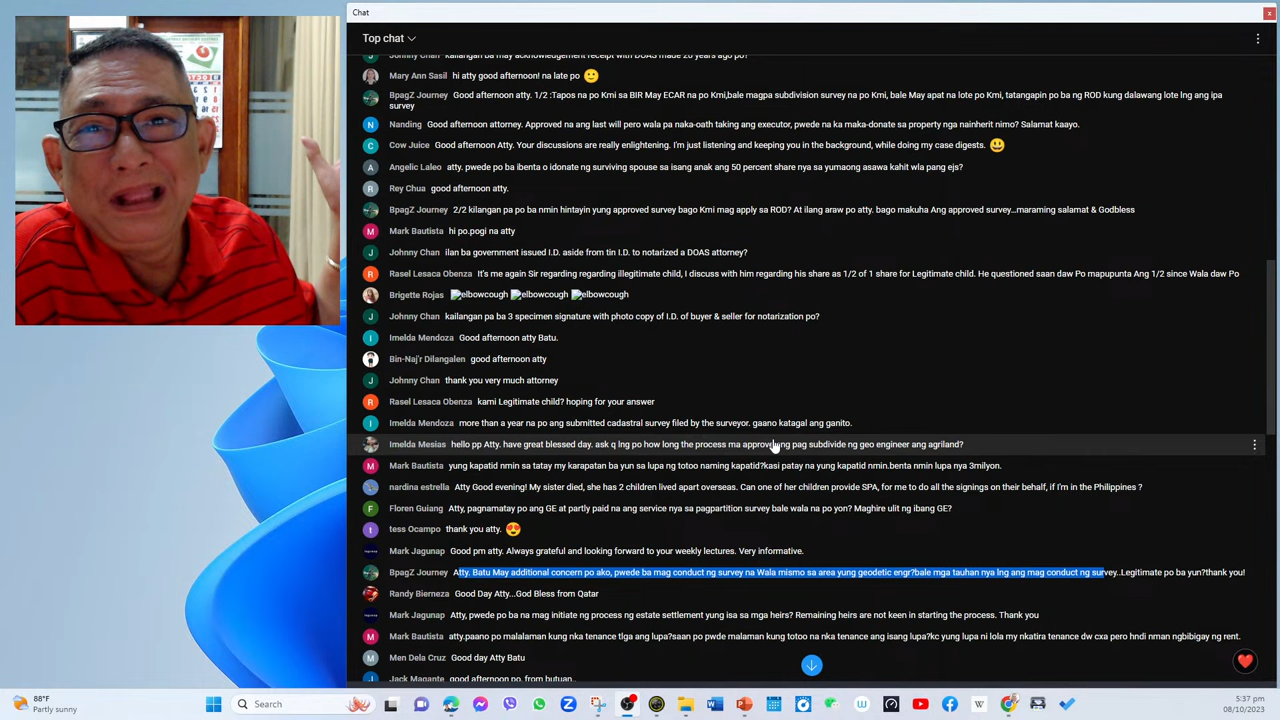 Chat
Top chat
Johnny Chan kailangan ba may acknowledgement receipt with DOAS made 20 years ago po?
Mary Ann Sasil hi atty good afternoon! na late po
BpagZ Journey Good afternoon atty. 1/2 :Tapos na po Kmi sa BIR May ECAR na po Kmi,bale magpa subdivision survey na po Kmi, bale May apat na lote po Kmi, tatangapin po ba ng ROD kung dalawang lote lng ang ipa
survey
Nanding Good afternoon attorney. Approved na ang last will pero wala pa naka-oath taking ang executor, pwede na ka maka-donate sa property nga nainherit nimo? Salamat kaayo.
Cow Juice Good afternoon Atty. Your discussions are really enlightening. I'm just listening and keeping you in the background, while doing my case digests.
Angelic Laleo atty. pwede po ba ibenta o idonate ng surviving spouse sa isang anak ang 50 percent share nya sa yumaong asawa kahit wla pang ejs?
Rey Chua good afternoon atty.
BpagZ Journey 2/2 kilangan pa po ba nmin hintayin yung approved survey bago Kmi mag apply sa ROD? At ilang araw po atty. bago makuha Ang approved survey...maraming salamat & Godbless
Mark Bautista hi po.pogi na atty
Johnny Chan ilan ba government issued I.D. aside from tin I.D. to notarized a DOAS attorney?
Rasel Lesaca Obenza It's me again Sir regarding regarding illegitimate child, I discuss with him regarding his share as 1/2 of 1 share for Legitimate child. He questioned saan daw Po mapupunta Ang 1/2 since Wala daw Po
Brigette Rojas elbowcough elbowcough elbowcough
Johnny Chan kailangan pa ba 3 specimen signature with photo copy of I.D. of buyer & seller for notarization po?
Imelda Mendoza Good afternoon atty Batu.
Bin-Naj'r Dilangalen good afternoon atty
Johnny Chan thank you very much attorney
Rasel Lesaca Obenza kami Legitimate child? hoping for your answer
Imelda Mendoza more than a year na po ang submitted cadastral survey filed by the surveyor. gaano katagal ang ganito.
Imelda Mesias hello pp Atty. have great blessed day. ask q lng po how long the process ma approve ung pag subdivide ng geo engineer ang agriland?
Mark Bautista yung kapatid nmin sa tatay my karapatan ba yun sa lupa ng totoo naming kapatid?kasi patay na yung kapatid nmin.benta nmin lupa nya 3milyon.
nardina estrella Atty Good evening! My sister died, she has 2 children lived apart overseas. Can one of her children provide SPA, for me to do all the signings on their behalf, if I'm in the Philippines ?
Floren Guiang Atty, pagnamatay po ang GE at partly paid na ang service nya sa pagpartition survey bale wala na po yon? Maghire ulit ng ibang GE?
tess Ocampo thank you atty.
Mark Jagunap Good pm atty. Always grateful and looking forward to your weekly lectures. Very informative.
BpagZ Journey Atty. Batu May additional concern po ako, pwede ba mag conduct ng survey na Wala mismo sa area yung geodetic engr?bale mga tauhan nya lng ang mag conduct ng survey..Legitimate po ba yun?thank you!
Randy Bierneza Good Day Atty...God Bless from Qatar
Mark Jagunap Atty, pwede po ba na mag initiate ng process ng estate settlement yung isa sa mga heirs? Remaining heirs are not keen in starting the process. Thank you
Mark Bautista atty.paano po malalaman kung nka tenance tlga ang lupa?saan po pwde malaman kung totoo na nka tenance ang isang lupa?kc yung lupa ni lola my nkatira tenance dw cxa pero hndi nman ngbibigay ng rent.
Men Dela Cruz Good day Atty Batu
Jack Magante good afternoon po. from butuan..
88°F
Partly sunny
Search
5:37 pm
08/10/2023